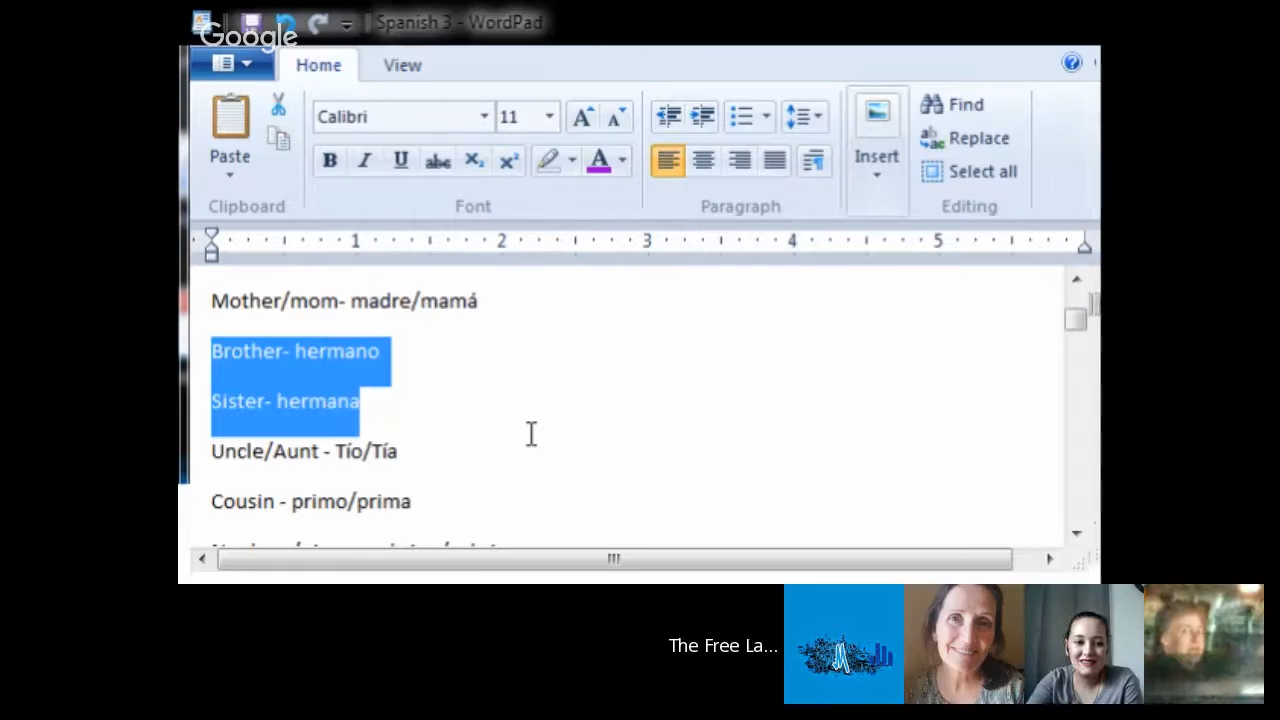 Spanish 3 - WordPad
Google
Home View
Calibri 11
Find
Replace
Select all
Paste
Insert
Clipboard Font Paragraph Editing
1 2 3 4 5
Mother/mom- madre/mamá
Brother- hermano
Sister- hermana
Uncle/Aunt - Tío/Tía
Cousin - primo/prima
The Free La...